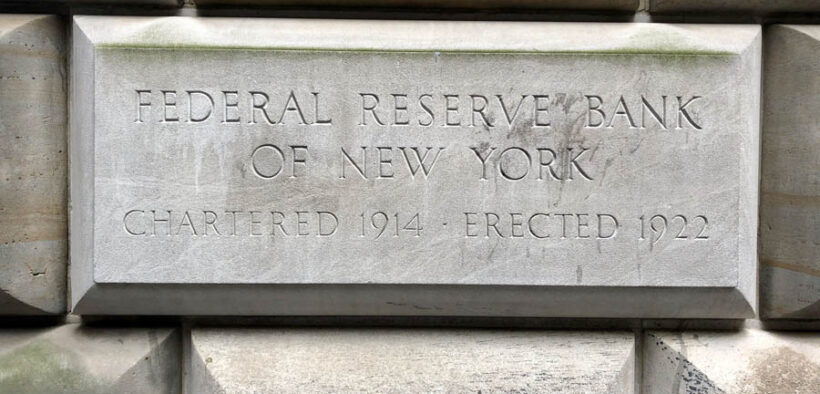 FEDERAL RESERVE BANK
OF NEW YORK
CHARTERED 1914 · ERECTED 1922